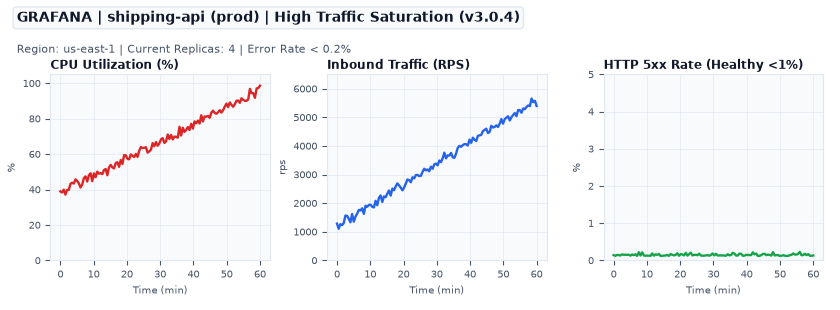 GRAFANA | shipping-api (prod) | High Traffic Saturation (v3.0.4)
Region: us-east-1 | Current Replicas: 4 | Error Rate < 0.2%
CPU Utilization (%)
100
80
60
40
20
0
%
0 10 20 30 40 50 60
Time (min)
Inbound Traffic (RPS)
6000
5000
4000
3000
2000
1000
0
rps
0 10 20 30 40 50 60
Time (min)
HTTP 5xx Rate (Healthy <1%)
5
4
3
2
1
0
%
0 10 20 30 40 50 60
Time (min)